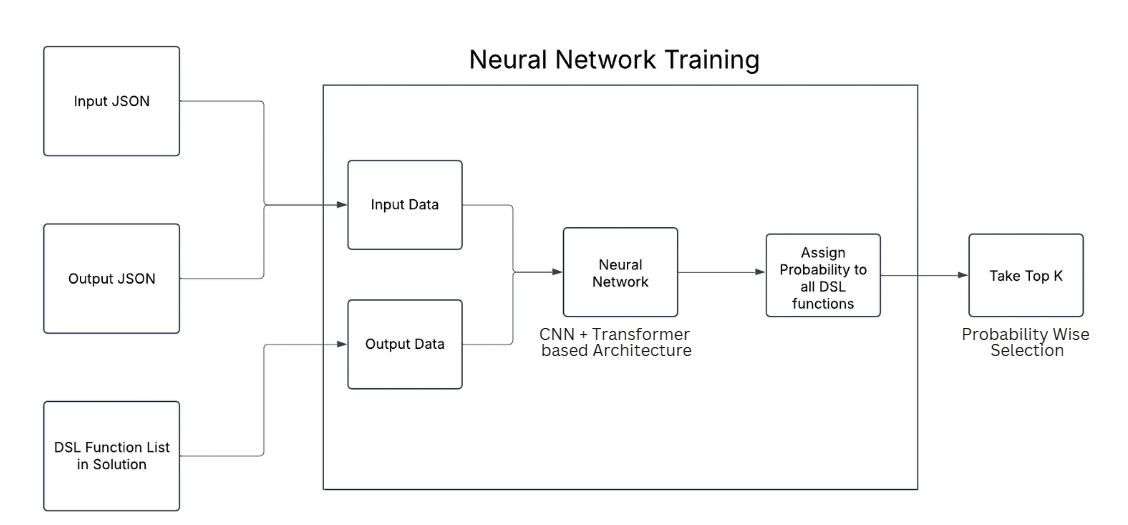 Neural Network Training
Input JSON
Output JSON
DSL Function List
in Solution
Input Data
Output Data
Neural
Network
CNN + Transformer
based Architecture
Assign
Probability to
all DSL
functions
Take Top K
Probability Wise
Selection